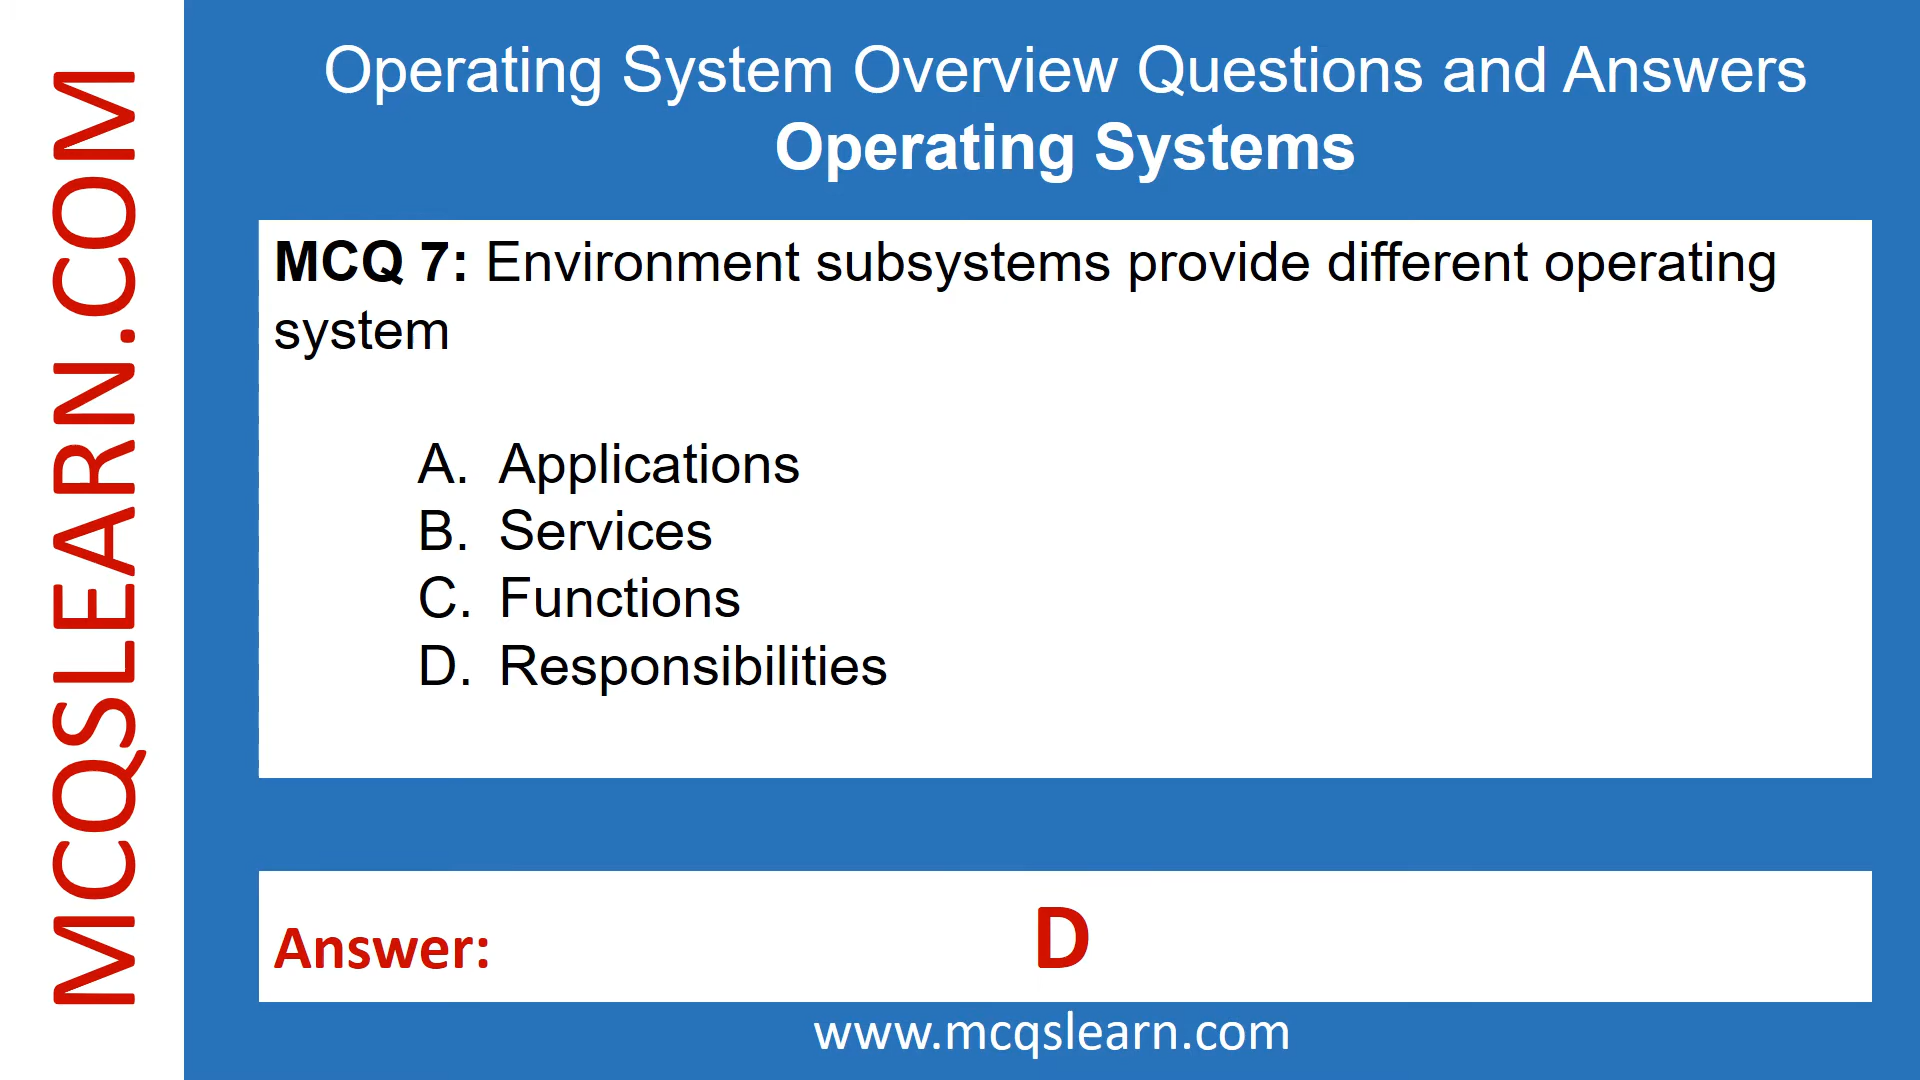 MCQSLEARN.COM
Operating System Overview Questions and Answers
Operating Systems
MCQ 7: Environment subsystems provide different operating
system
A. Applications
B. Services
C. Functions
D. Responsibilities
Answer: D
www.mcqslearn.com